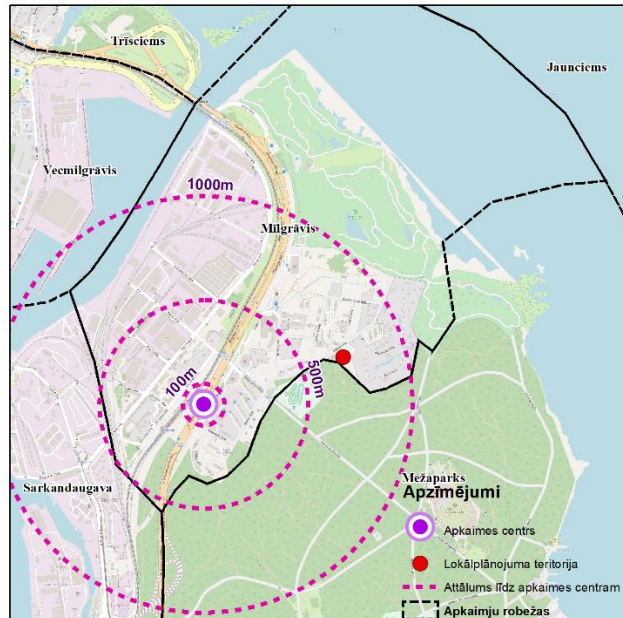 Trīsciems
Jaunciems
Vecmīlgrāvis
1000m
Mīlgrāvis
100m
500m
Sarkandaugava
Mežaparks
Apzīmējumi
Apkaimes centrs
Lokālplānojuma teritorija
Attālums līdz apkaimes centram
Apkaimju robežas